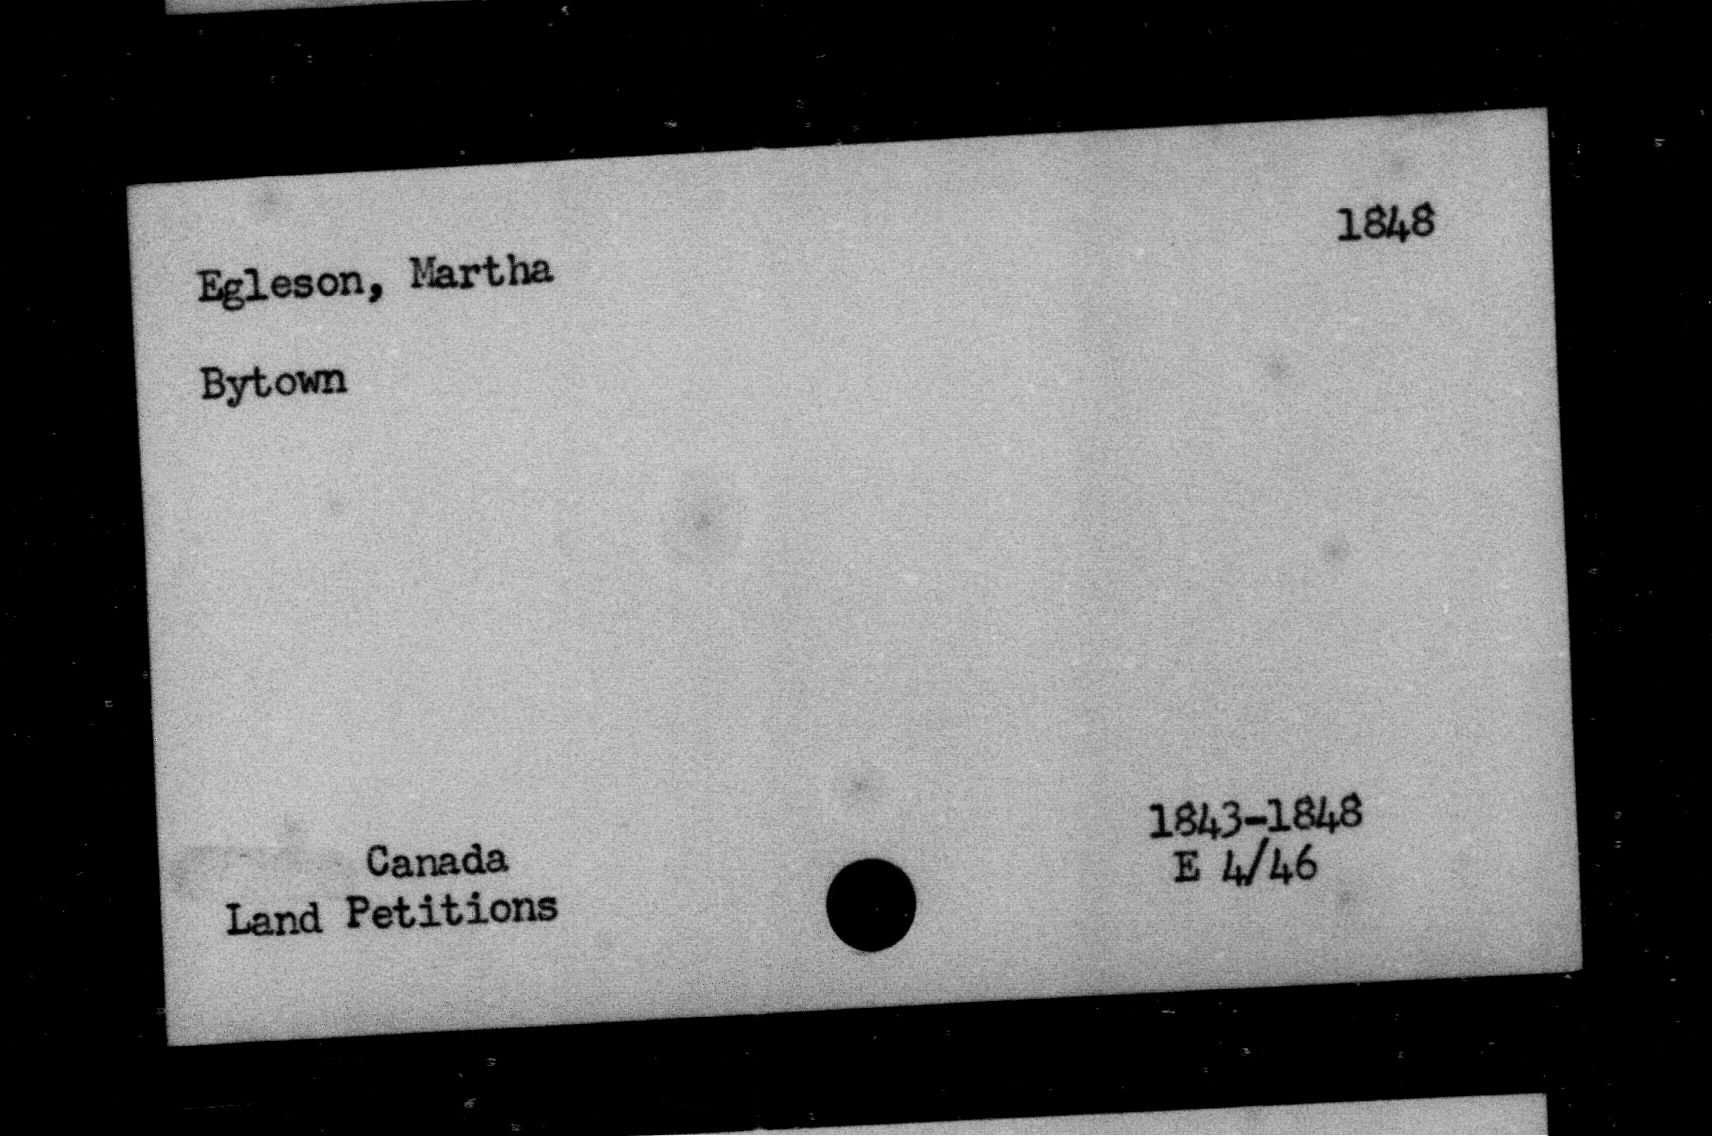 1848
Egleson, Martha
Bytown
1843-1848
E 4/46
Canada
Land Petitions